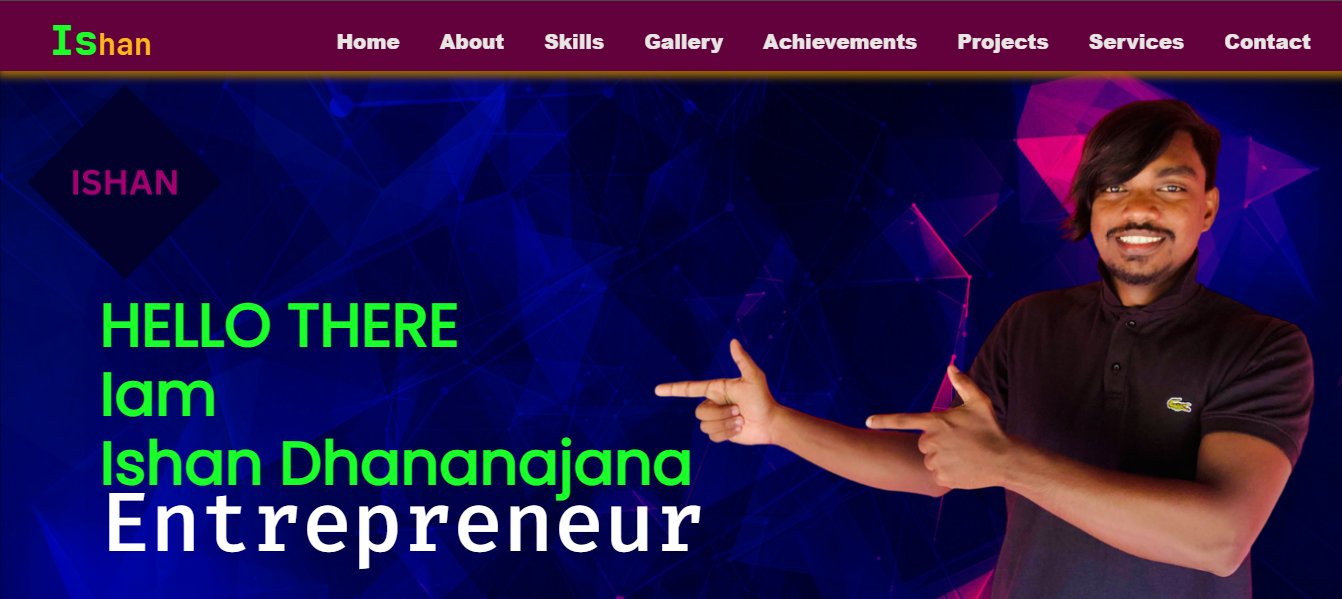 Ishan Home About Skills Gallery Achievements Projects Services Contact
ISHAN
HELLO THERE
Iam
Ishan Dhananajana
Entrepreneur